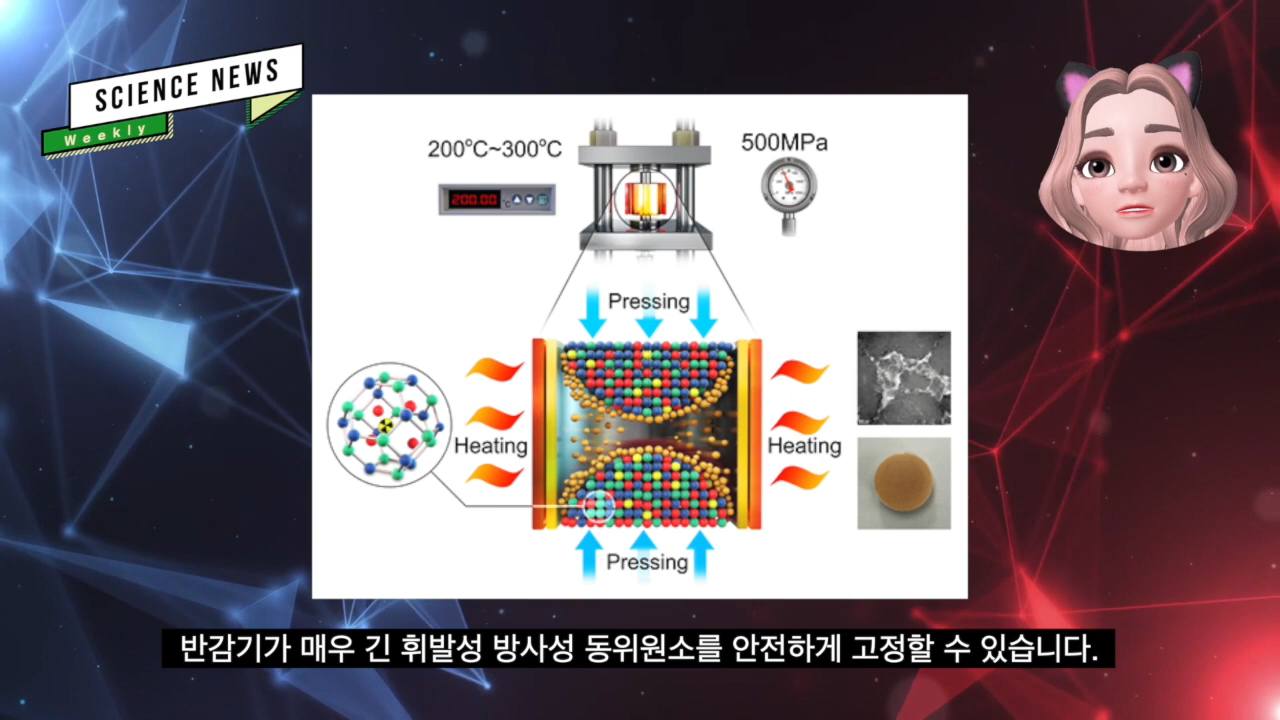 SCIENCE NEWS
Weekly
200℃~300℃
500MPa
200.00 ℃
Pressing
Heating
Heating
Pressing
반감기가 매우 긴 휘발성 방사성 동위원소를 안전하게 고정할 수 있습니다.